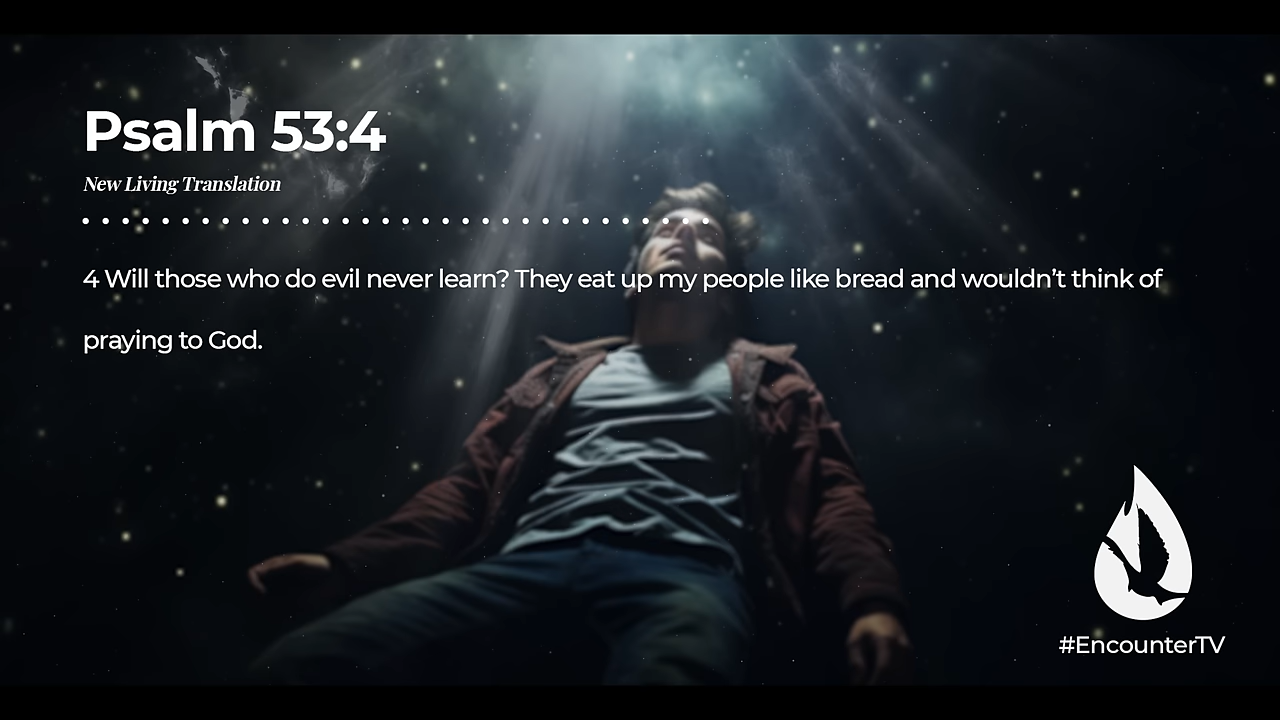 Psalm 53:4
New Living Translation
4 Will those who do evil never learn? They eat up my people like bread and wouldn’t think of
praying to God.
#EncounterTV